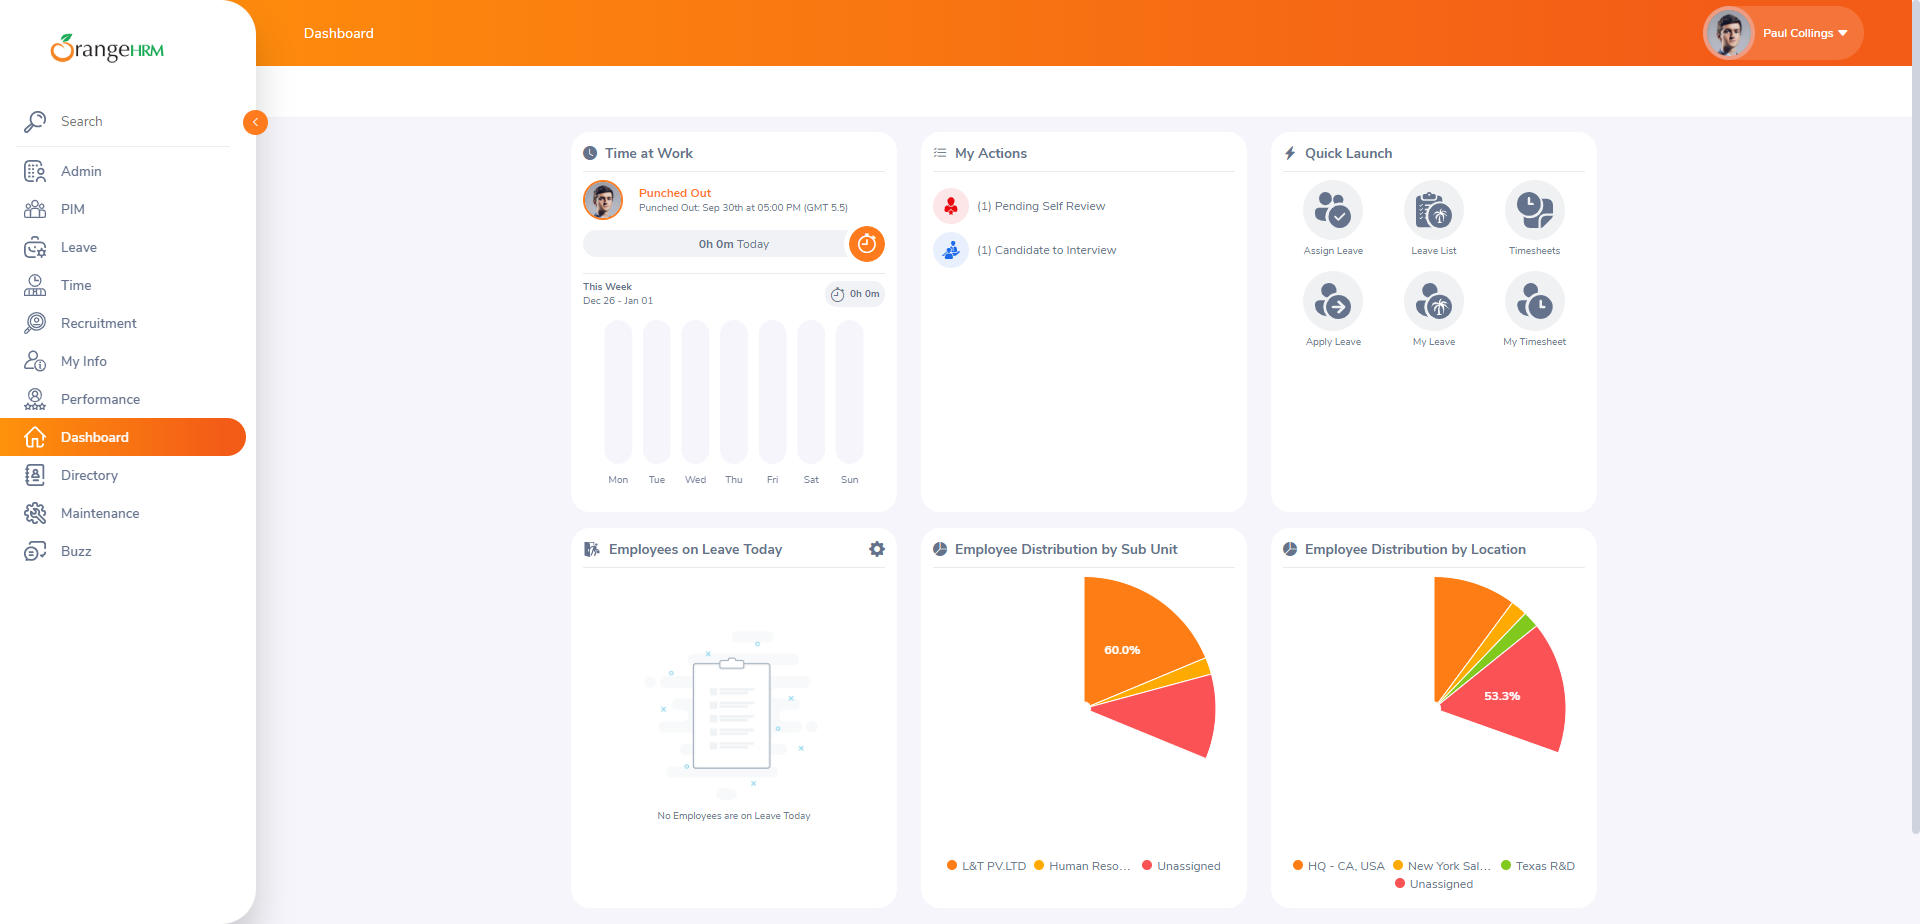 OrangeHRM
Dashboard
Paul Collings
Search
Admin
PIM
Leave
Time
Recruitment
My Info
Performance
Dashboard
Directory
Maintenance
Buzz
Time at Work
Punched Out
Punched Out: Sep 30th at 05:00 PM (GMT 5.5)
0h 0m Today
This Week
Dec 26 - Jan 01
0h 0m
Mon Tue Wed Thu Fri Sat Sun
My Actions
(1) Pending Self Review
(1) Candidate to Interview
Quick Launch
Assign Leave Leave List Timesheets
Apply Leave My Leave My Timesheet
Employees on Leave Today
No Employees are on Leave Today
Employee Distribution by Sub Unit
60.0%
L&T PV.LTD Human Reso... Unassigned
Employee Distribution by Location
53.3%
HQ - CA, USA New York Sal... Texas R&D
Unassigned